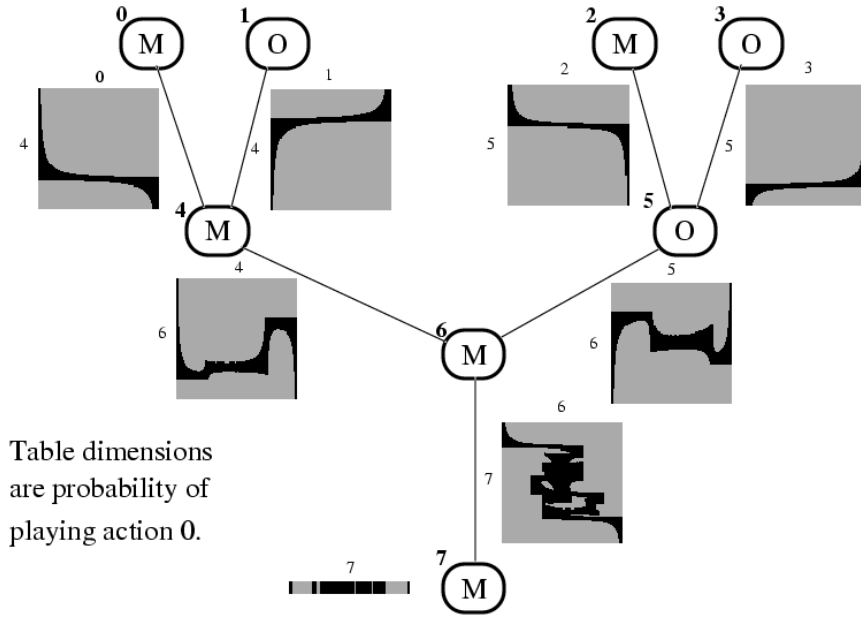 0 1 2 3
M O M O
0 1 2 3
4 4 5 5
4 5
M O
4 5
6 6 6
M
6
7
Table dimensions
are probability of
playing action 0.
7 7
M